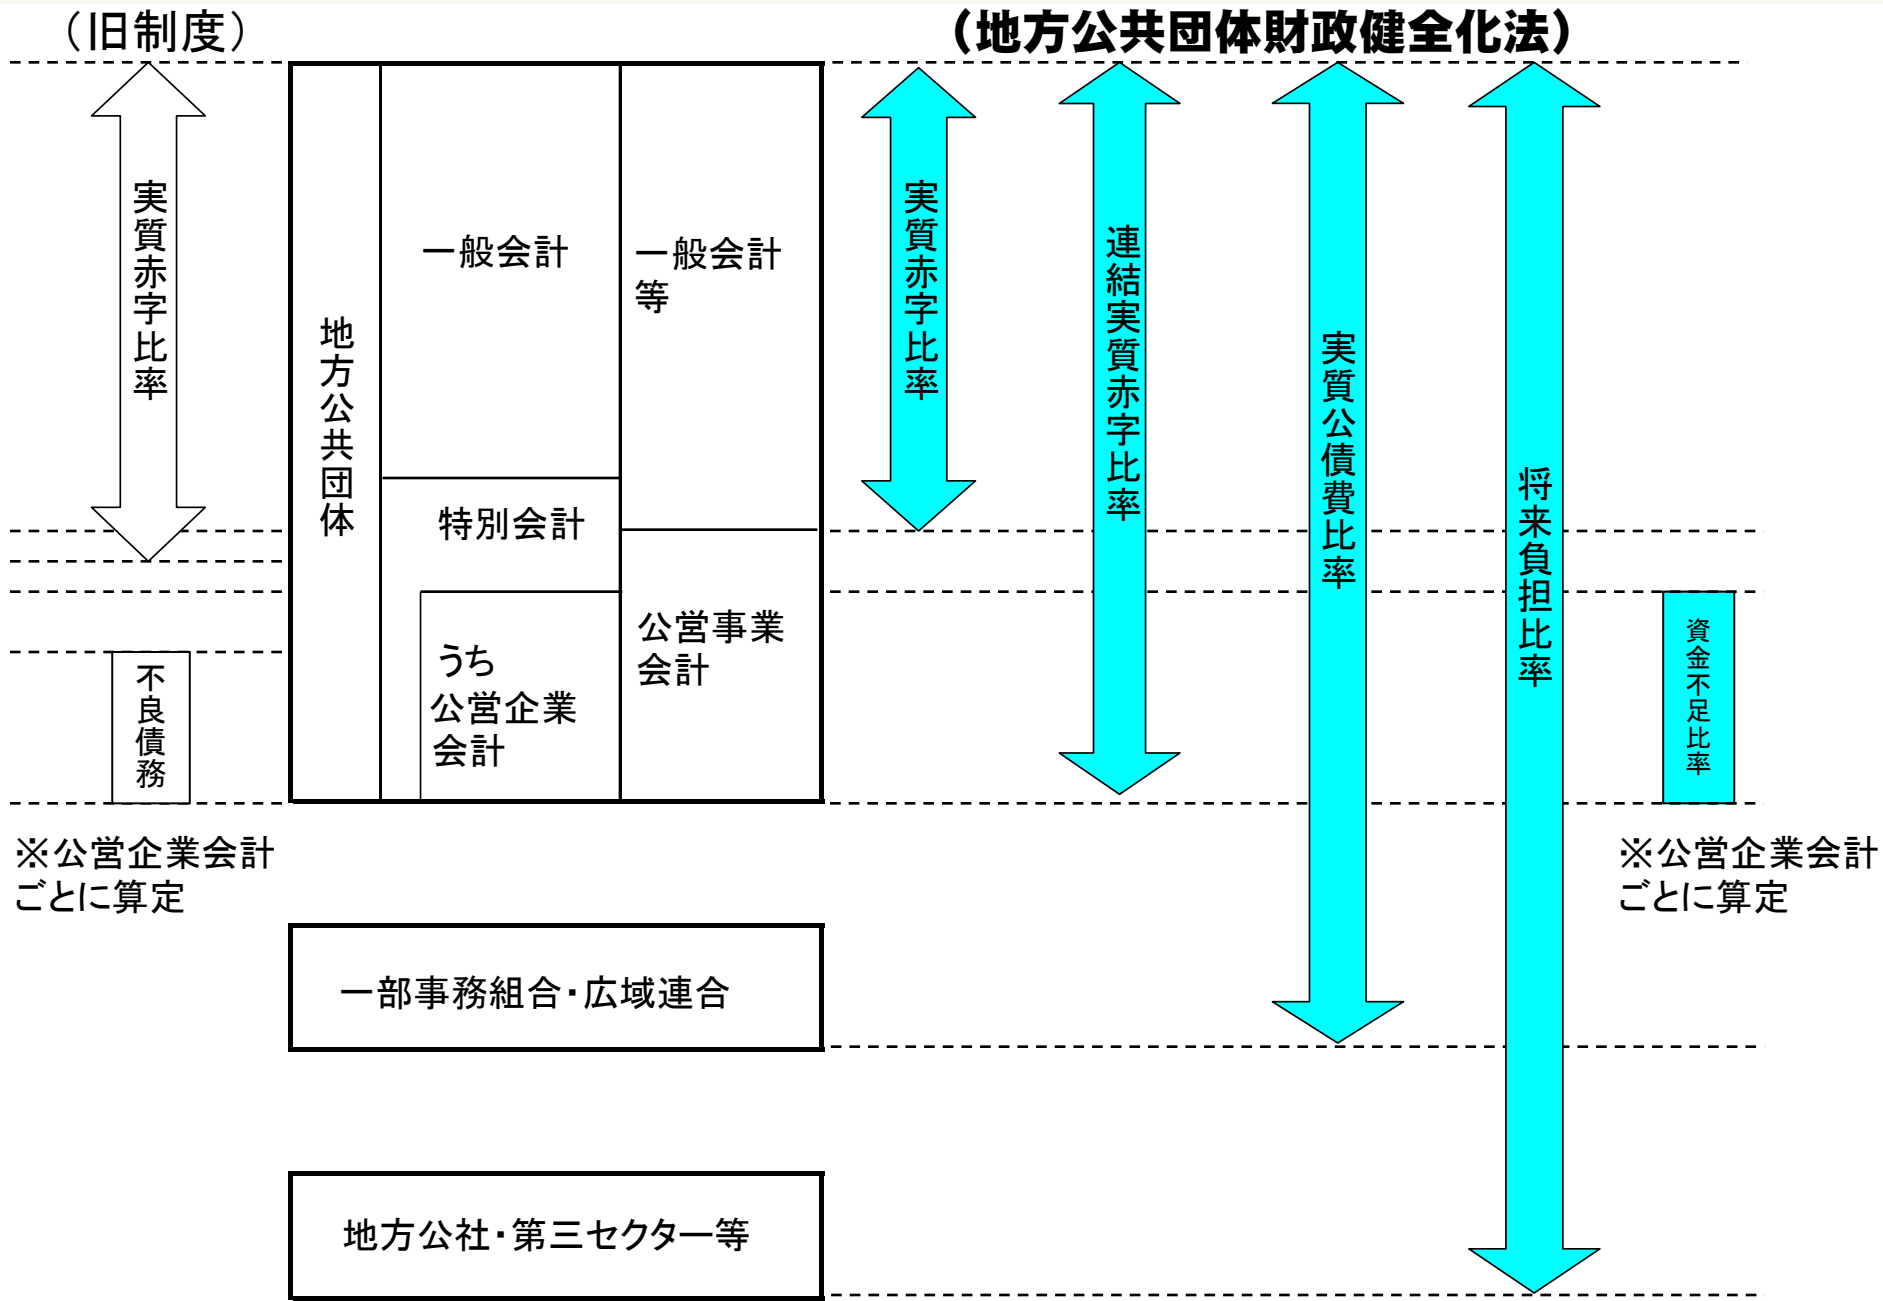 （旧制度）
（地方公共団体財政健全化法）
実質赤字比率
不良債務
※公営企業会計
ごとに算定
地方公共団体
一般会計
特別会計
うち
公営企業
会計
一般会計
等
公営事業
会計
実質赤字比率
連結実質赤字比率
実質公債費比率
将来負担比率
資金不足比率
※公営企業会計
ごとに算定
一部事務組合・広域連合
地方公社・第三セクター等